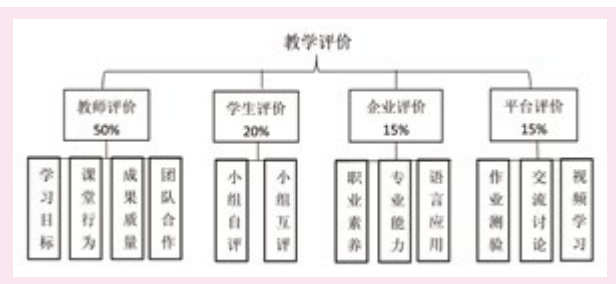 教学评价
教师评价
50%
学生评价
20%
企业评价
15%
平台评价
15%
学习目标
课堂行为
成果质量
团队合作
小组自评
小组互评
职业素养
专业能力
语言应用
作业测验
交流讨论
视频学习